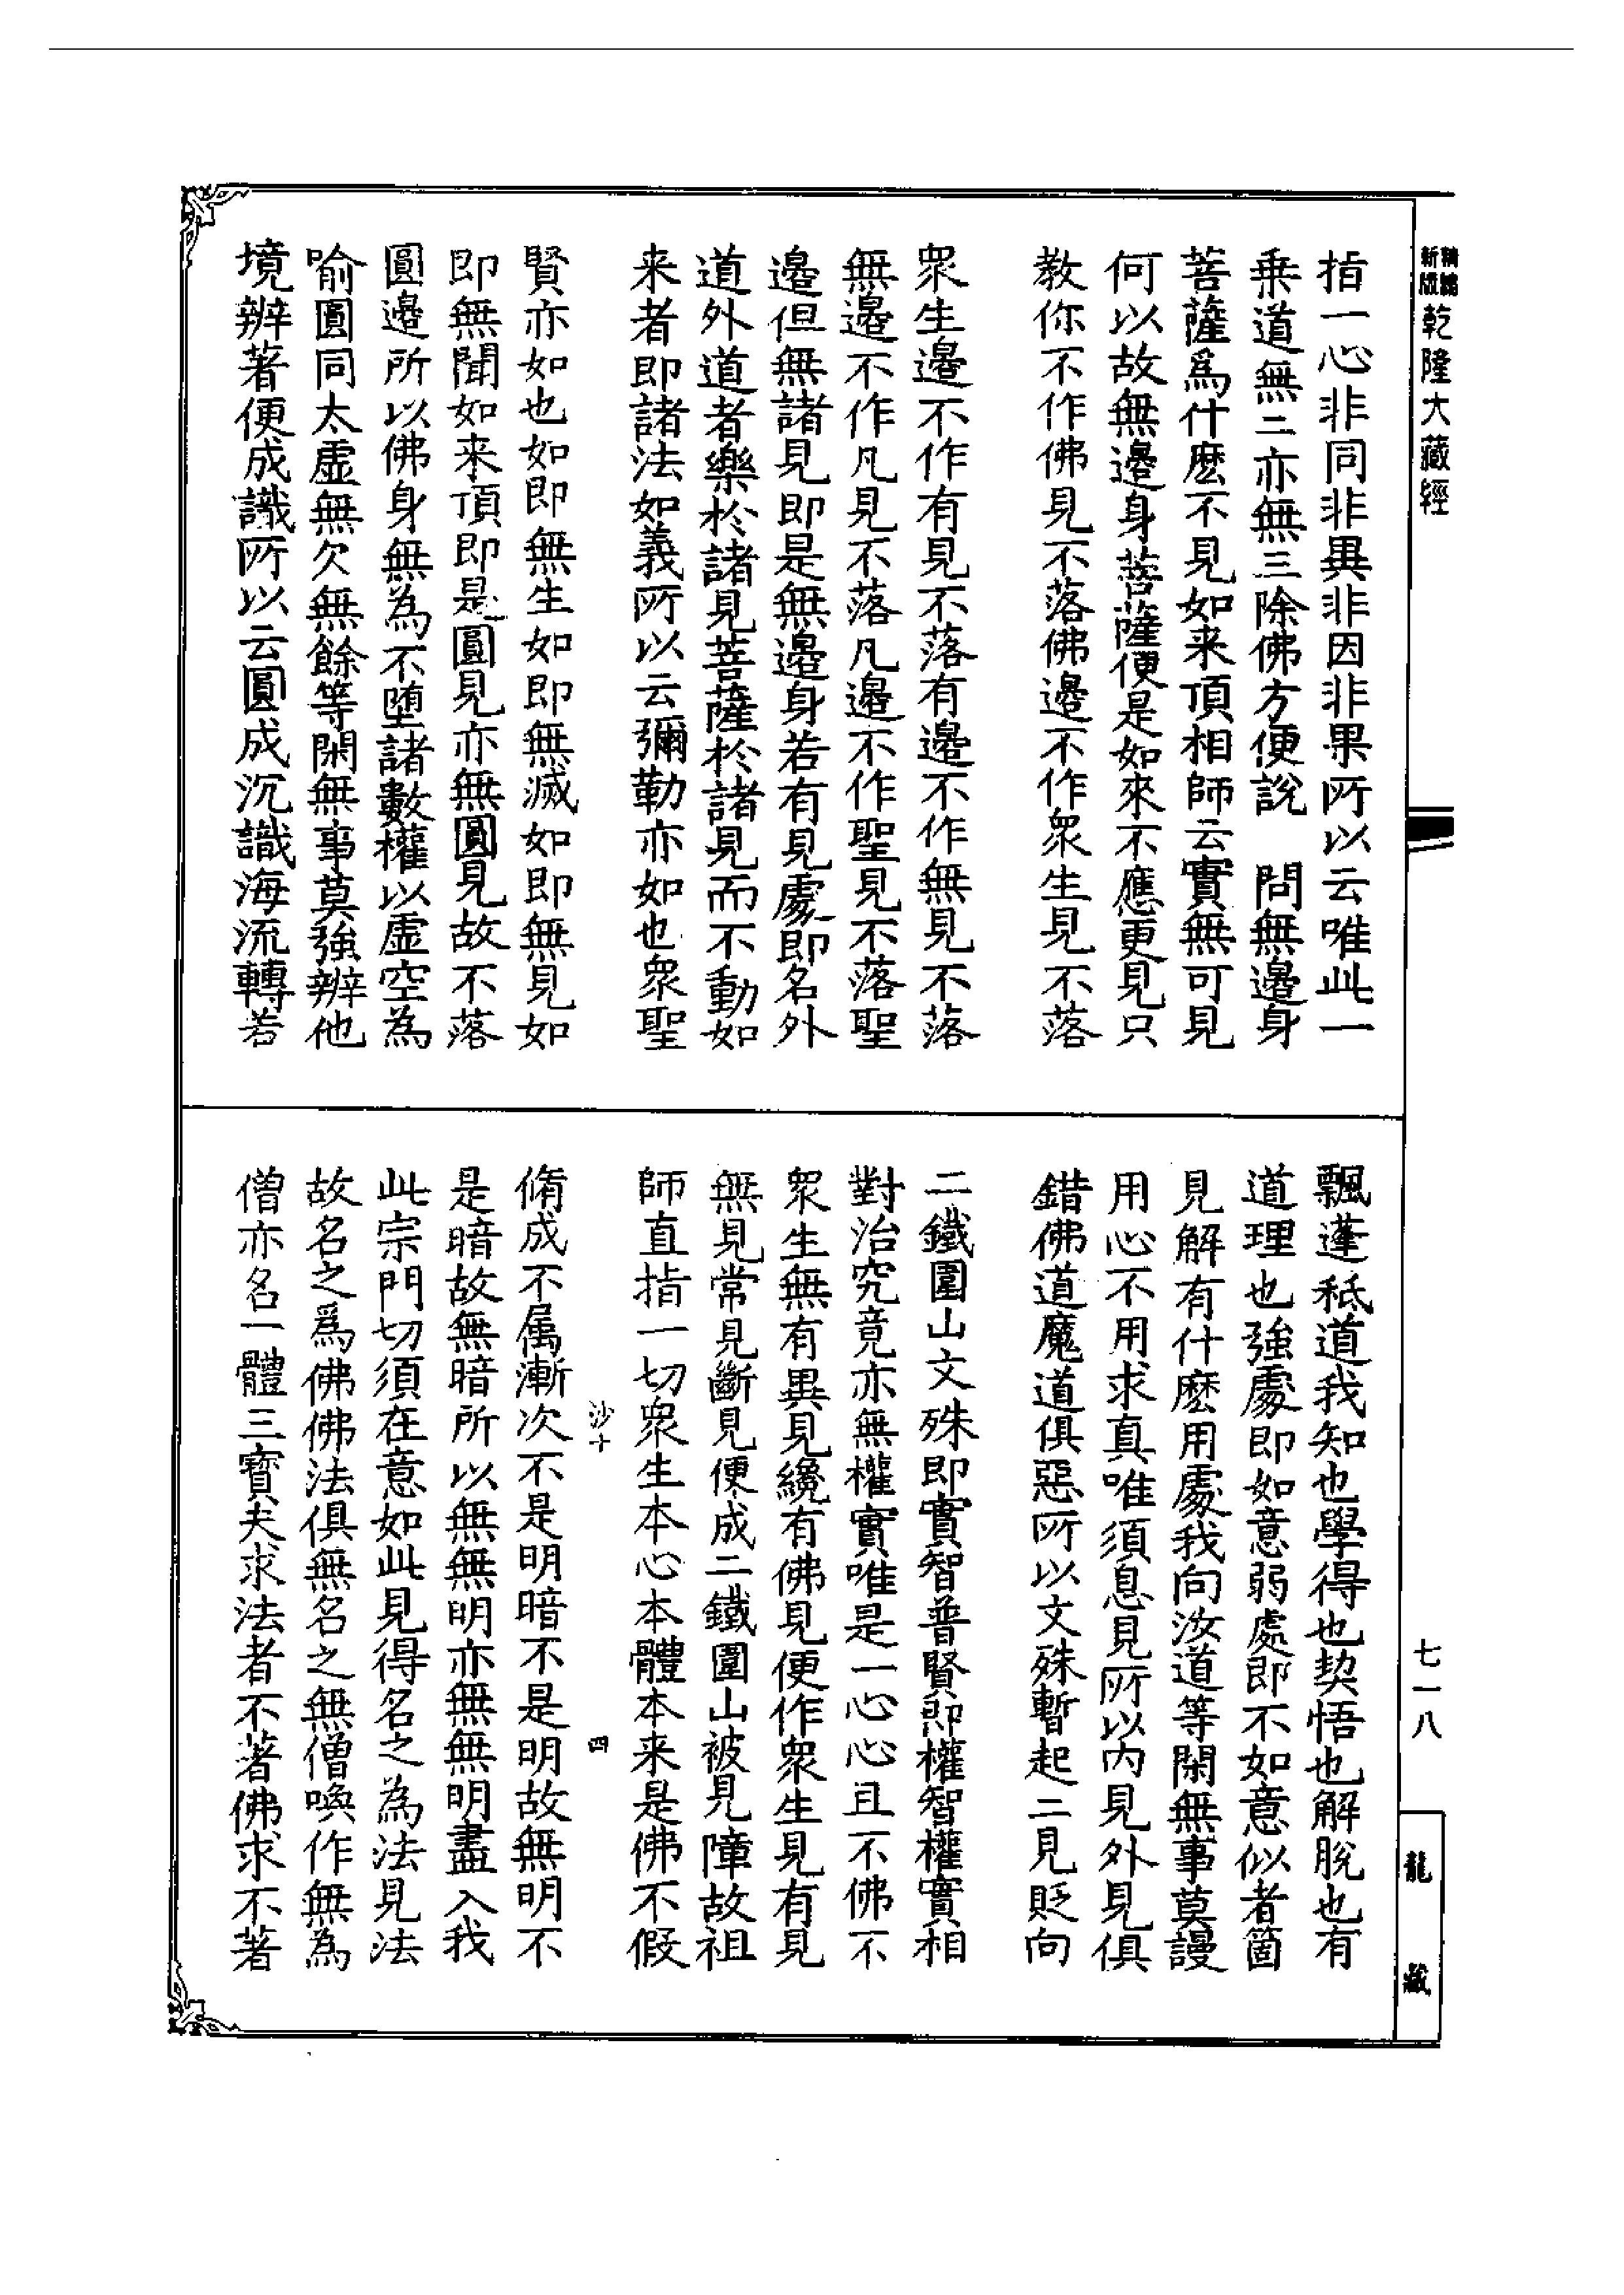 新版
乾隆大藏經
指一心非同非異非因非果所以云唯此一
乗道無二亦無三除佛方便說　問無邊身
菩薩爲什麽不見如来頂相師云實無可見
何以故無邊身菩薩便是如來不應更見只
教你不作佛見不落佛邊不作衆生見不落
衆生邊不作有見不落有邊不作無見不落
無邊不作凡見不落凡邊不作聖見不落聖
邊但無諸見即是無邊身若有見處即名外
道外道者樂於諸見菩薩於諸見而不動如
来者即諸法如義所以云彌勒亦如也衆聖
賢亦如也如即無生如即無滅如即無見如
即無聞如来頂即是圓見亦無圓見故不落
圓邊所以佛身無為不堕諸數權以虛空為
喻圓同太虛無欠無餘等閑無事莫強辨他
境辨著便成識所以云圓成沉識海流轉若
飄蓬秪道我知也學得也契悟也解脫也有
道理也強處即如意弱處即不如意似者箇
見解有什麽用處我向汝道等閑無事莫謾
用心不用求真唯須息見所以内見外見俱
錯佛道魔道俱惡所以文殊暫起二見貶向
二鐵圍山文殊即實智普賢即權智權實相
對治究竟亦無權實唯是一心心且不佛不
衆生無有異見纔有佛見便作衆生見有見
無見常見斷見便成二鐵圍山被見障故祖
師直指一切衆生本心本體本来是佛不假
沙十　四
脩成不属漸次不是明暗不是明故無明不
是暗故無暗所以無無明亦無無明盡入我
此宗門切須在意如此見得名之為法見法
故名之爲佛佛法俱無名之無僧喚作無為
僧亦名一體三寶夫求法者不著佛求不著
七一八
龍藏